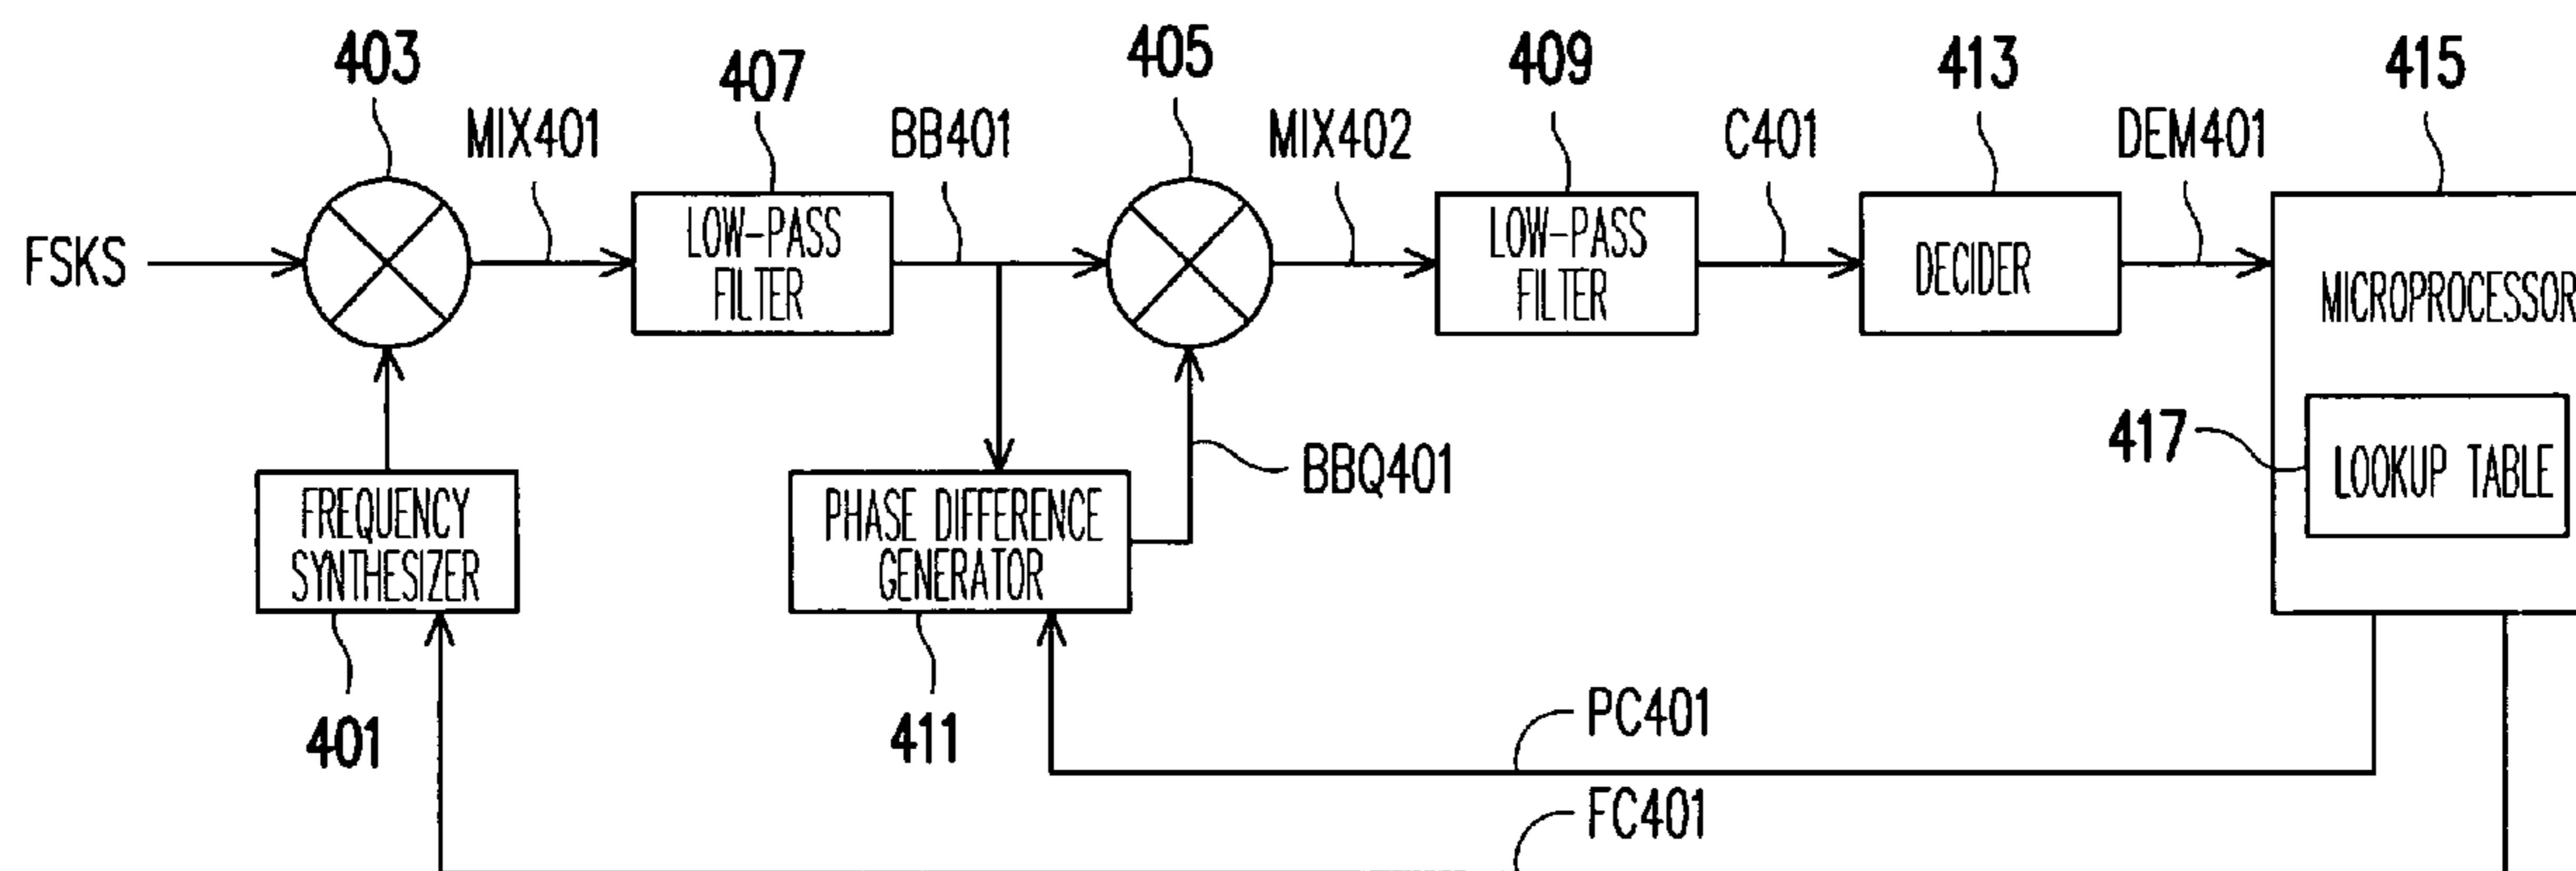 403
407
405
409
413
415
MIX401
BB401
MIX402
C401
DEM401
FSKS
LOW-PASS
FILTER
LOW-PASS
FILTER
DECIDER
MICROPROCESSOR
417
LOOKUP TABLE
BBQ401
FREQUENCY
SYNTHESIZER
PHASE DIFFERENCE
GENERATOR
401
411
PC401
FC401